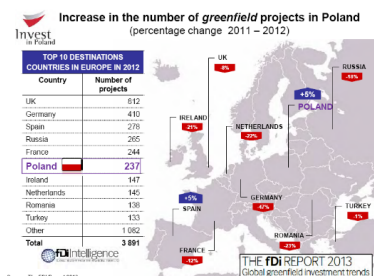 Increase in the number of greenfield projects in Poland
(percentage change 2011 – 2012)
Invest
in Poland
TOP 10 DESTINATIONS
COUNTRIES IN EUROPE IN 2012
Country Number of projects
UK 612
Germany 410
Spain 278
Russia 265
France 244
Poland 237
Ireland 147
Netherlands 145
Romania 138
Turkey 133
Other 1 082
Total 3 891
fDi Intelligence
UK
RUSSIA
+5%
POLAND
IRELAND
-21%
NETHERLANDS
-22%
+5%
SPAIN
GERMANY
TURKEY
-1%
ROMANIA
FRANCE
-12%
THE fDi REPORT 2013
Global greenfield investment trends